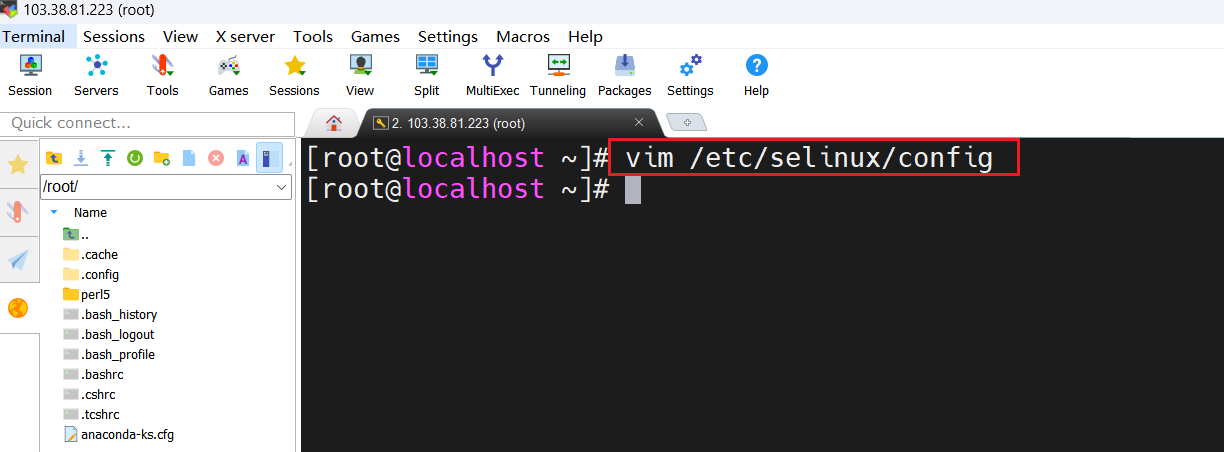 103.38.81.223 (root)
Terminal Sessions View X server Tools Games Settings Macros Help
Session Servers Tools Games Sessions View Split MultiExec Tunneling Packages Settings Help
Quick connect...
2. 103.38.81.223 (root)
/root/
Name
..
.cache
.config
perl5
.bash_history
.bash_logout
.bash_profile
.bashrc
.cshrc
.tcshrc
anaconda-ks.cfg
[root@localhost ~]# vim /etc/selinux/config
[root@localhost ~]#